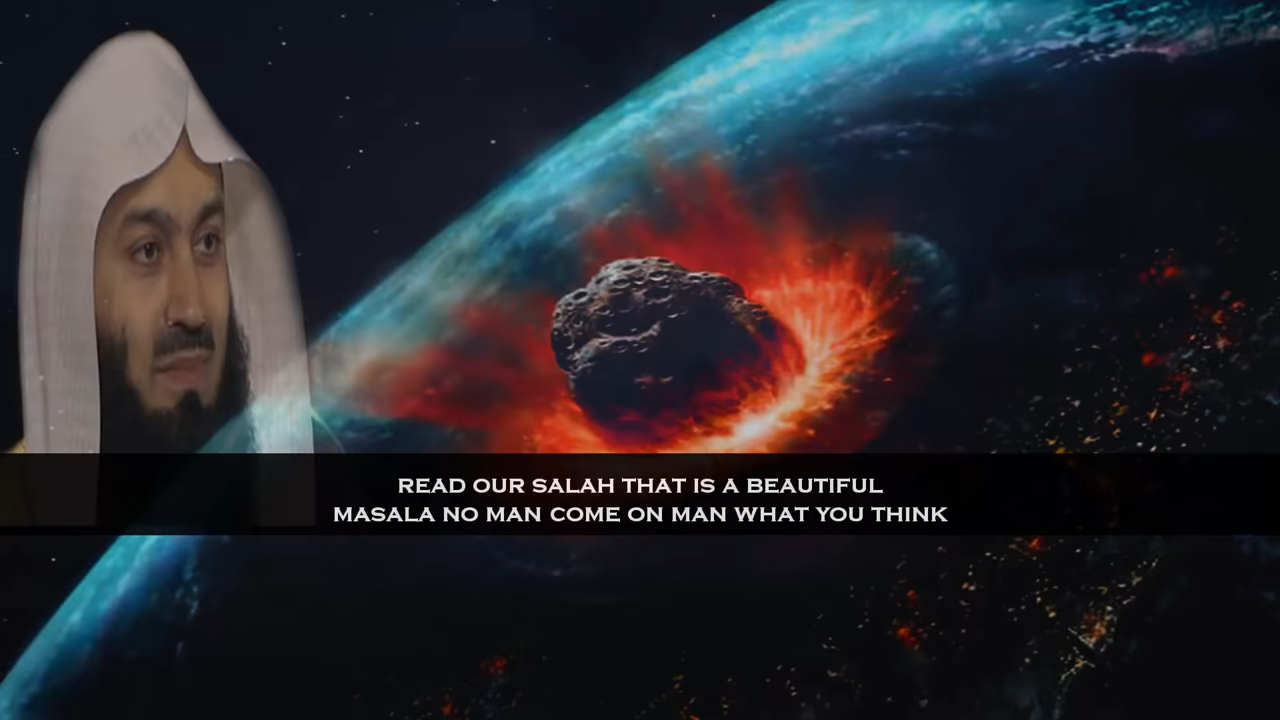 READ OUR SALAH THAT IS A BEAUTIFUL
MASALA NO MAN COME ON MAN WHAT YOU THINK